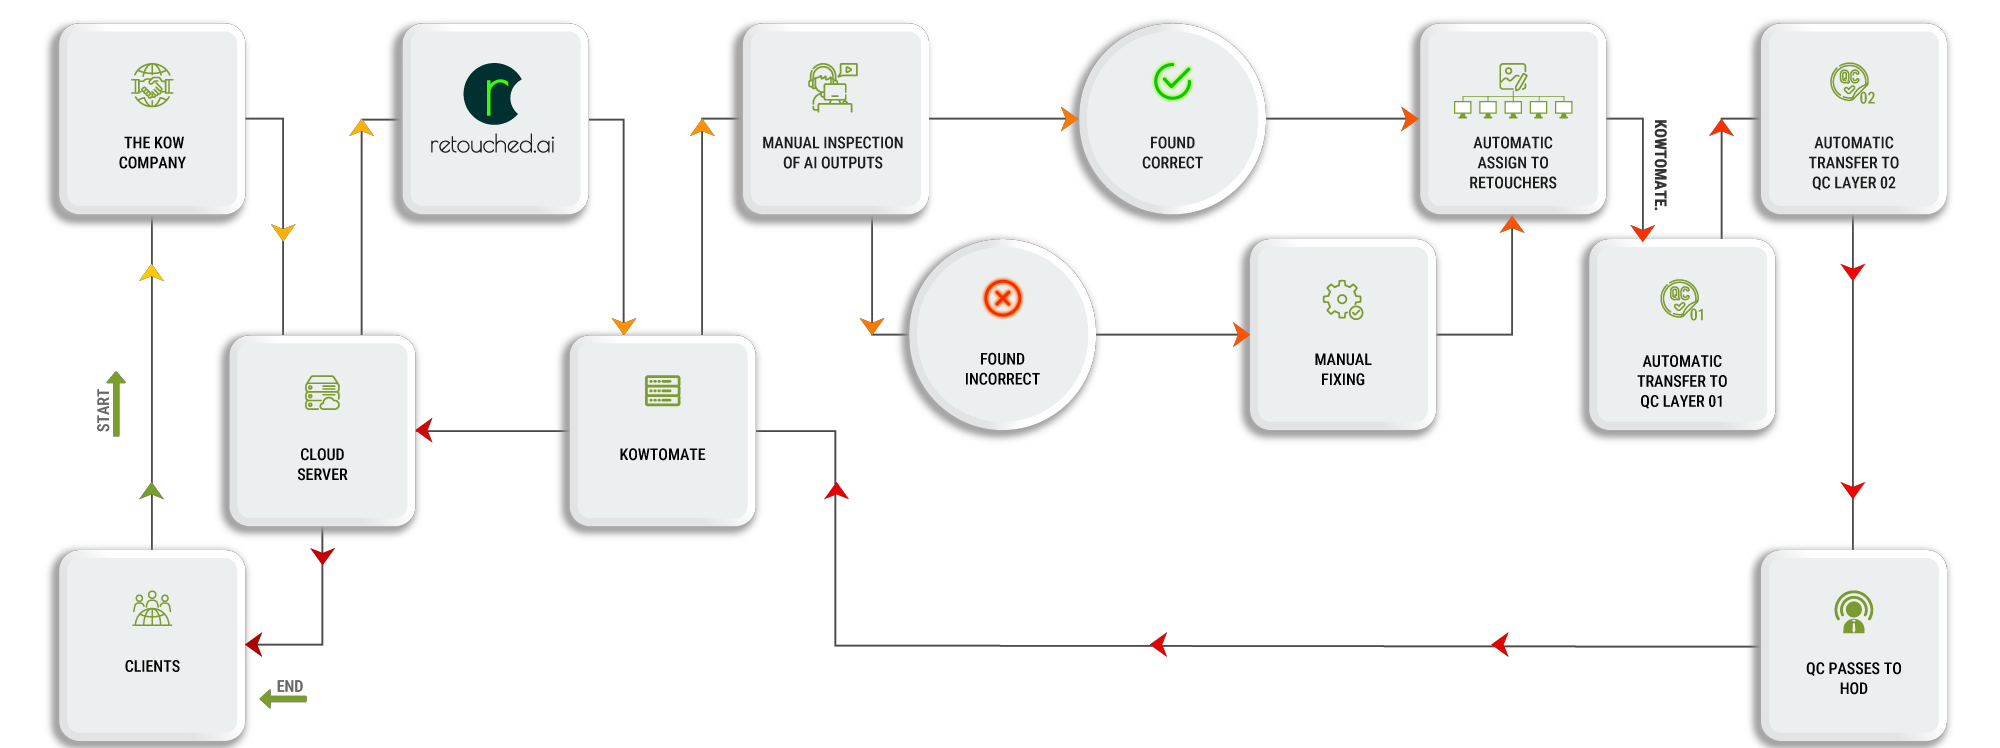 THE KOW
COMPANY
r
retouched.ai
MANUAL INSPECTION
OF AI OUTPUTS
FOUND
CORRECT
AUTOMATIC
ASSIGN TO
RETOUCHERS
KOWTOMATE.
QC
02
AUTOMATIC
TRANSFER TO
QC LAYER 02
FOUND
INCORRECT
MANUAL
FIXING
QC
01
AUTOMATIC
TRANSFER TO
QC LAYER 01
START
CLOUD
SERVER
KOWTOMATE
CLIENTS
END
QC PASSES TO
HOD